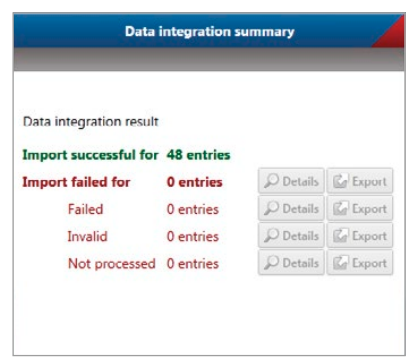 Data integration summary
Data integration result
Import successful for 48 entries
Import failed for 0 entries Details Export
Failed 0 entries Details Export
Invalid 0 entries Details Export
Not processed 0 entries Details Export